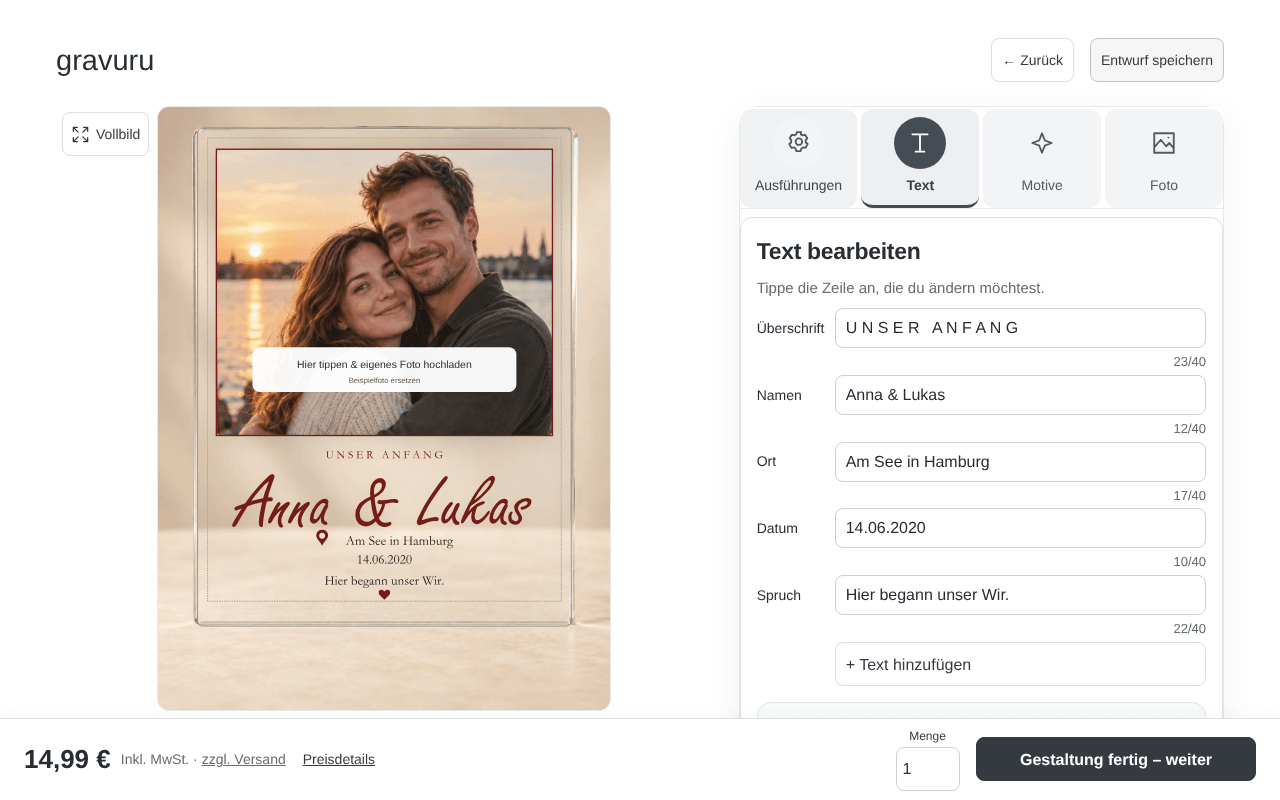 gravuru
← Zurück
Entwurf speichern
Vollbild
Hier tippen & eigenes Foto hochladen
Beispielfoto ersetzen
UNSER ANFANG
Anna & Lukas
Am See in Hamburg
14.06.2020
Hier begann unser Wir.
Ausführungen
Text
Motive
Foto
Text bearbeiten
Tippe die Zeile an, die du ändern möchtest.
Überschrift
U N S E R   A N F A N G
23/40
Namen
Anna & Lukas
12/40
Ort
Am See in Hamburg
17/40
Datum
14.06.2020
10/40
Spruch
Hier begann unser Wir.
22/40
+ Text hinzufügen
14,99 € Inkl. MwSt. · zzgl. Versand Preisdetails
Menge
1
Gestaltung fertig – weiter